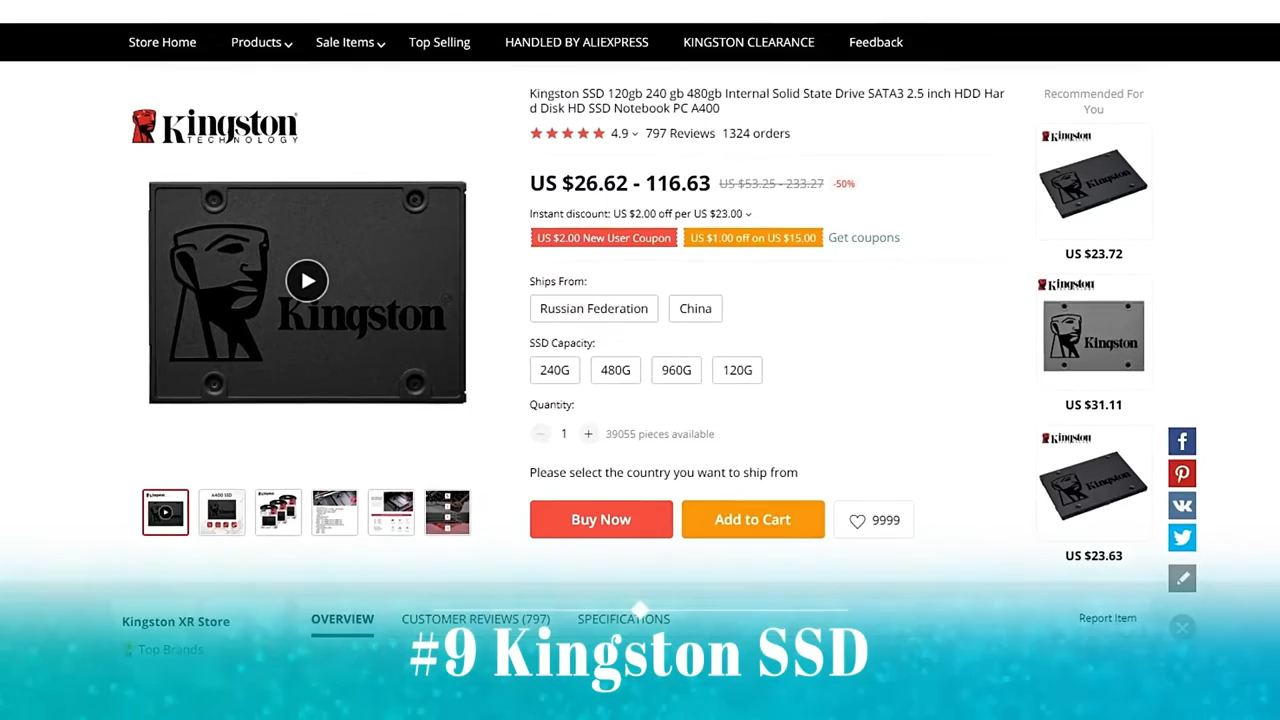 Store Home Products Sale Items Top Selling HANDLED BY ALIEXPRESS KINGSTON CLEARANCE Feedback
Kingston
TECHNOLOGY
Kingston
Kingston SSD 120gb 240 gb 480gb Internal Solid State Drive SATA3 2.5 inch HDD Har
d Disk HD SSD Notebook PC A400
4.9 797 Reviews 1324 orders
US $26.62 - 116.63 US $53.25 - 233.27 -50%
Instant discount: US $2.00 off per US $23.00
US $2.00 New User Coupon US $1.00 off on US $15.00 Get coupons
Ships From:
Russian Federation China
SSD Capacity:
240G 480G 960G 120G
Quantity:
1 39055 pieces available
Please select the country you want to ship from
Buy Now Add to Cart 9999
Recommended For
You
Kingston
Kingston
US $23.72
Kingston
Kingston
US $31.11
Kingston
Kingston
US $23.63
Kingston XR Store OVERVIEW CUSTOMER REVIEWS (797) SPECIFICATIONS Report Item
Top Brands
#9 Kingston SSD